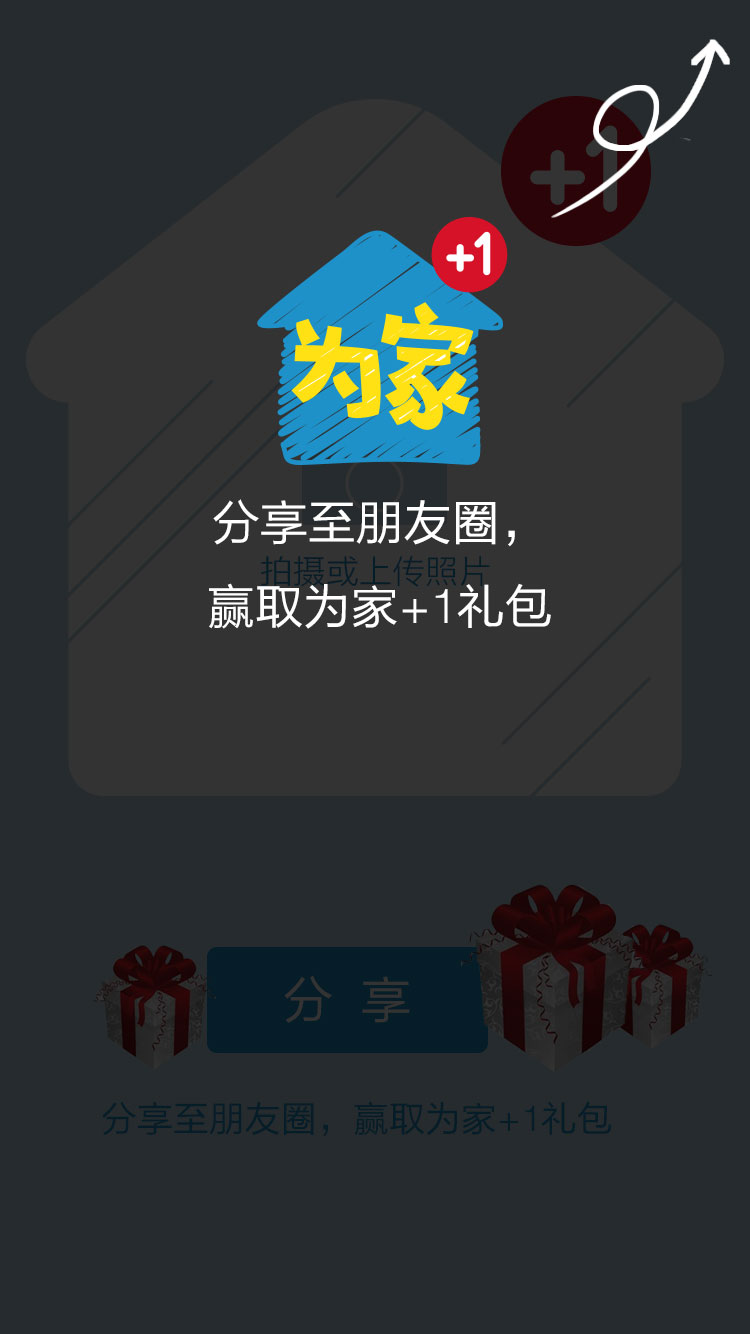 +1
+1
为家
分享至朋友圈，
拍摄或上传照片
赢取为家+1礼包
分 享
分享至朋友圈，赢取为家+1礼包